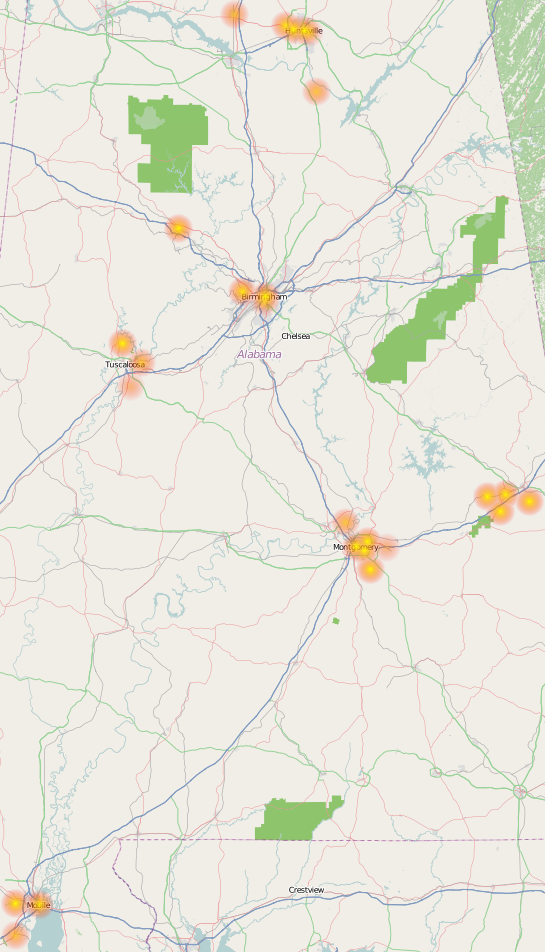 Huntsville
Birmingham
Chelsea
Alabama
Tuscaloosa
Montgomery
Crestview
Mobile